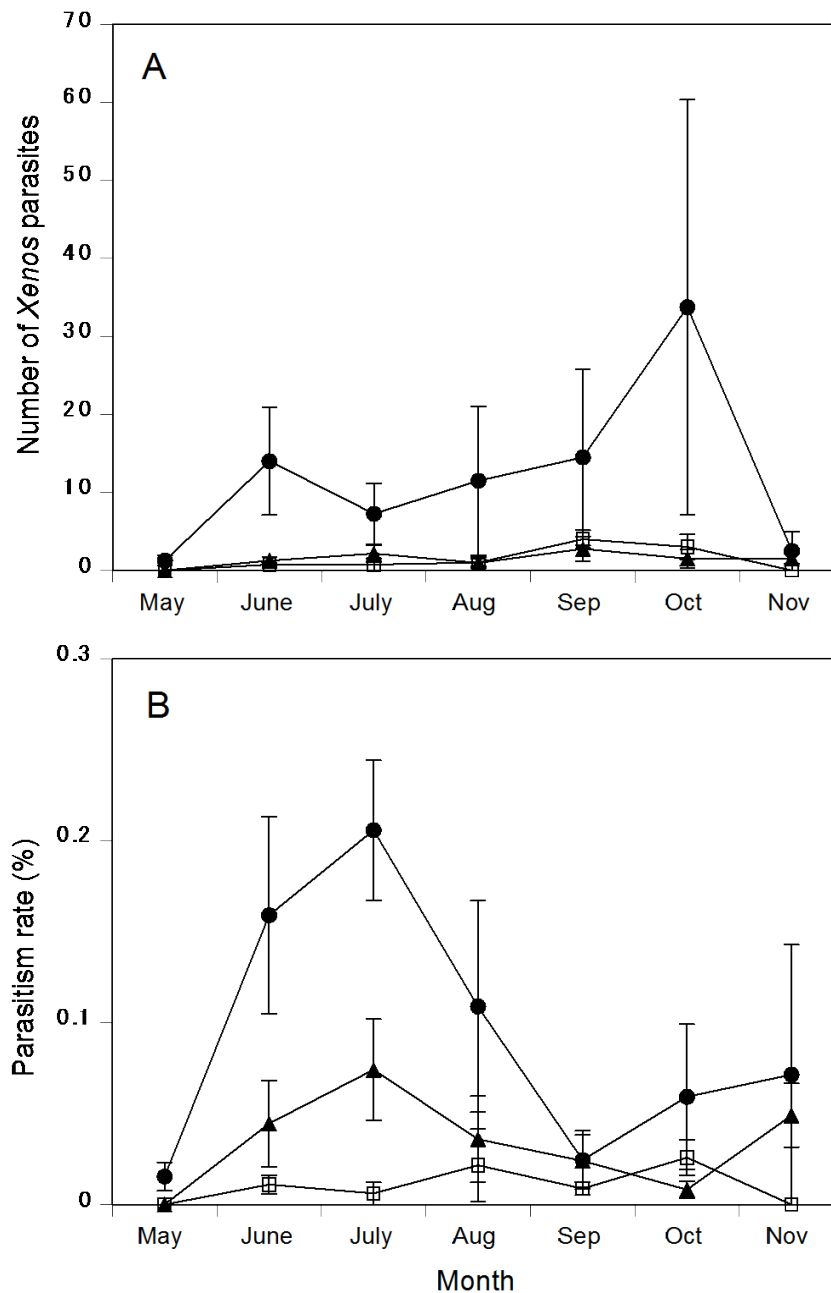 70
A
60
50
40
30
20
10
0
Number of Xenos parasites
May June July Aug Sep Oct Nov
0.3
B
0.2
0.1
0
Parasitism rate (%)
May June July Aug Sep Oct Nov
Month